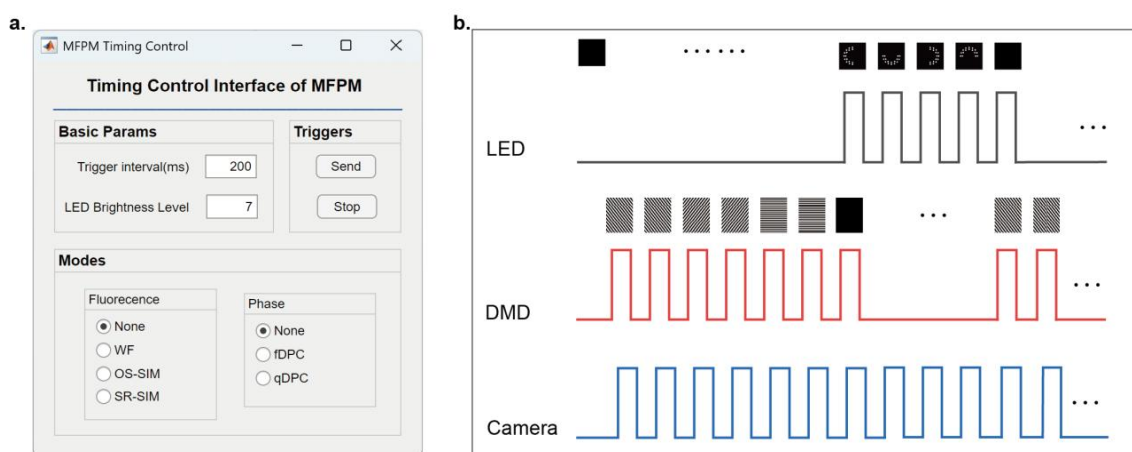 a.
MFPM Timing Control
Timing Control Interface of MFPM
Basic Params
Trigger interval(ms) 200
LED Brightness Level 7
Triggers
Send
Stop
Modes
Fluorecence
None
WF
OS-SIM
SR-SIM
Phase
None
fDPC
qDPC
b.
LED
DMD
Camera